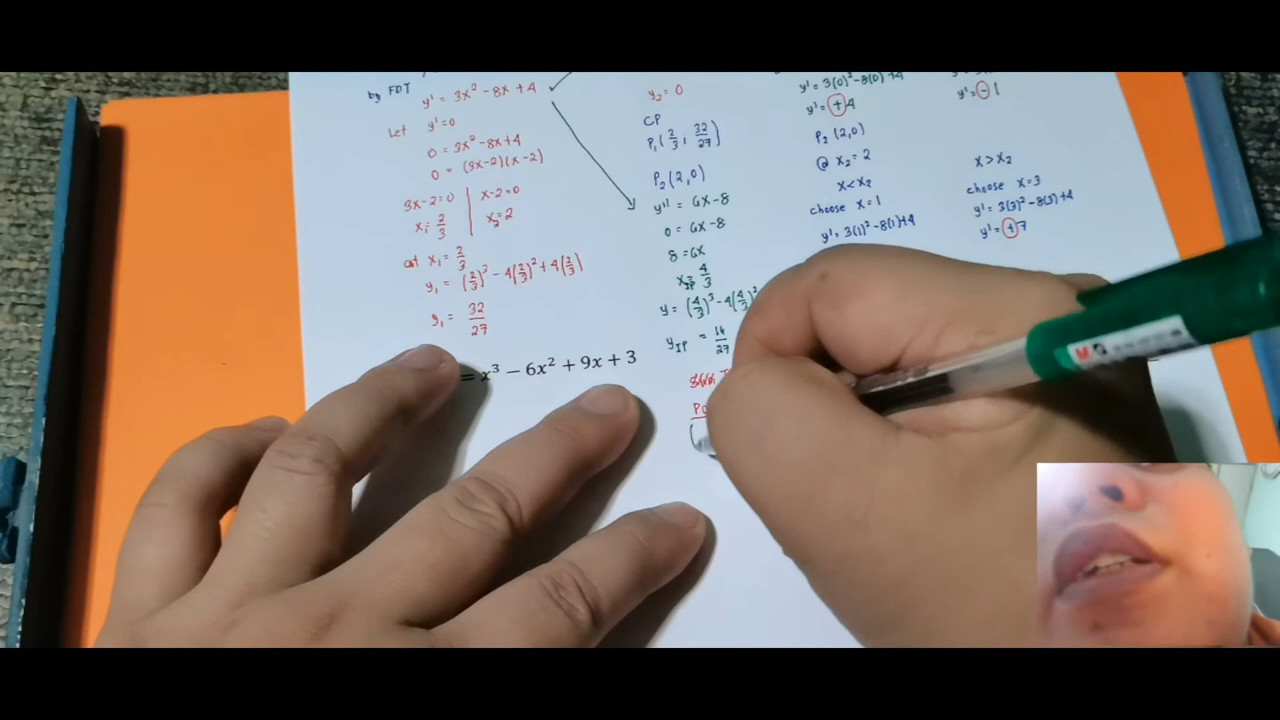 by FDT
y' = 3x² - 8x + 4
Let y' = 0
0 = 3x² - 8x + 4
0 = (3x-2)(x-2)
3x-2=0 | x-2=0
x₁ = 2/3 | x₂ = 2
at x₁ = 2/3
y₁ = (2/3)³ - 4(2/3)² + 4(2/3)
y₁ = 32/27
= x³ − 6x² + 9x + 3
y₂ = 0
CP
P₁ (2/3, 32/27)
P₂ (2,0)
y'' = 6x-8
0 = 6x-8
8 = 6x
x = 4/3
y = (4/3)³ - 4(4/3)²
y_IP = 16/27
y' = 3(0)² - 8(0) + 4
y' = + 4
P₂ (2,0)
@ x₂ = 2
x < x₂
choose x = 1
y' = 3(1)² - 8(1) + 4
y' = - 1
x > x₂
choose x = 3
y' = 3(3)² - 8(3) + 4
y' = + 7
M&G